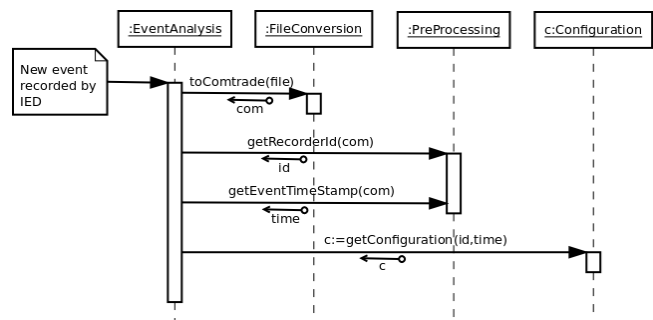 :EventAnalysis
:FileConversion
:PreProcessing
c:Configuration
New event
recorded by
IED
toComtrade(file)
com
getRecorderId(com)
id
getEventTimeStamp(com)
time
c:=getConfiguration(id,time)
c